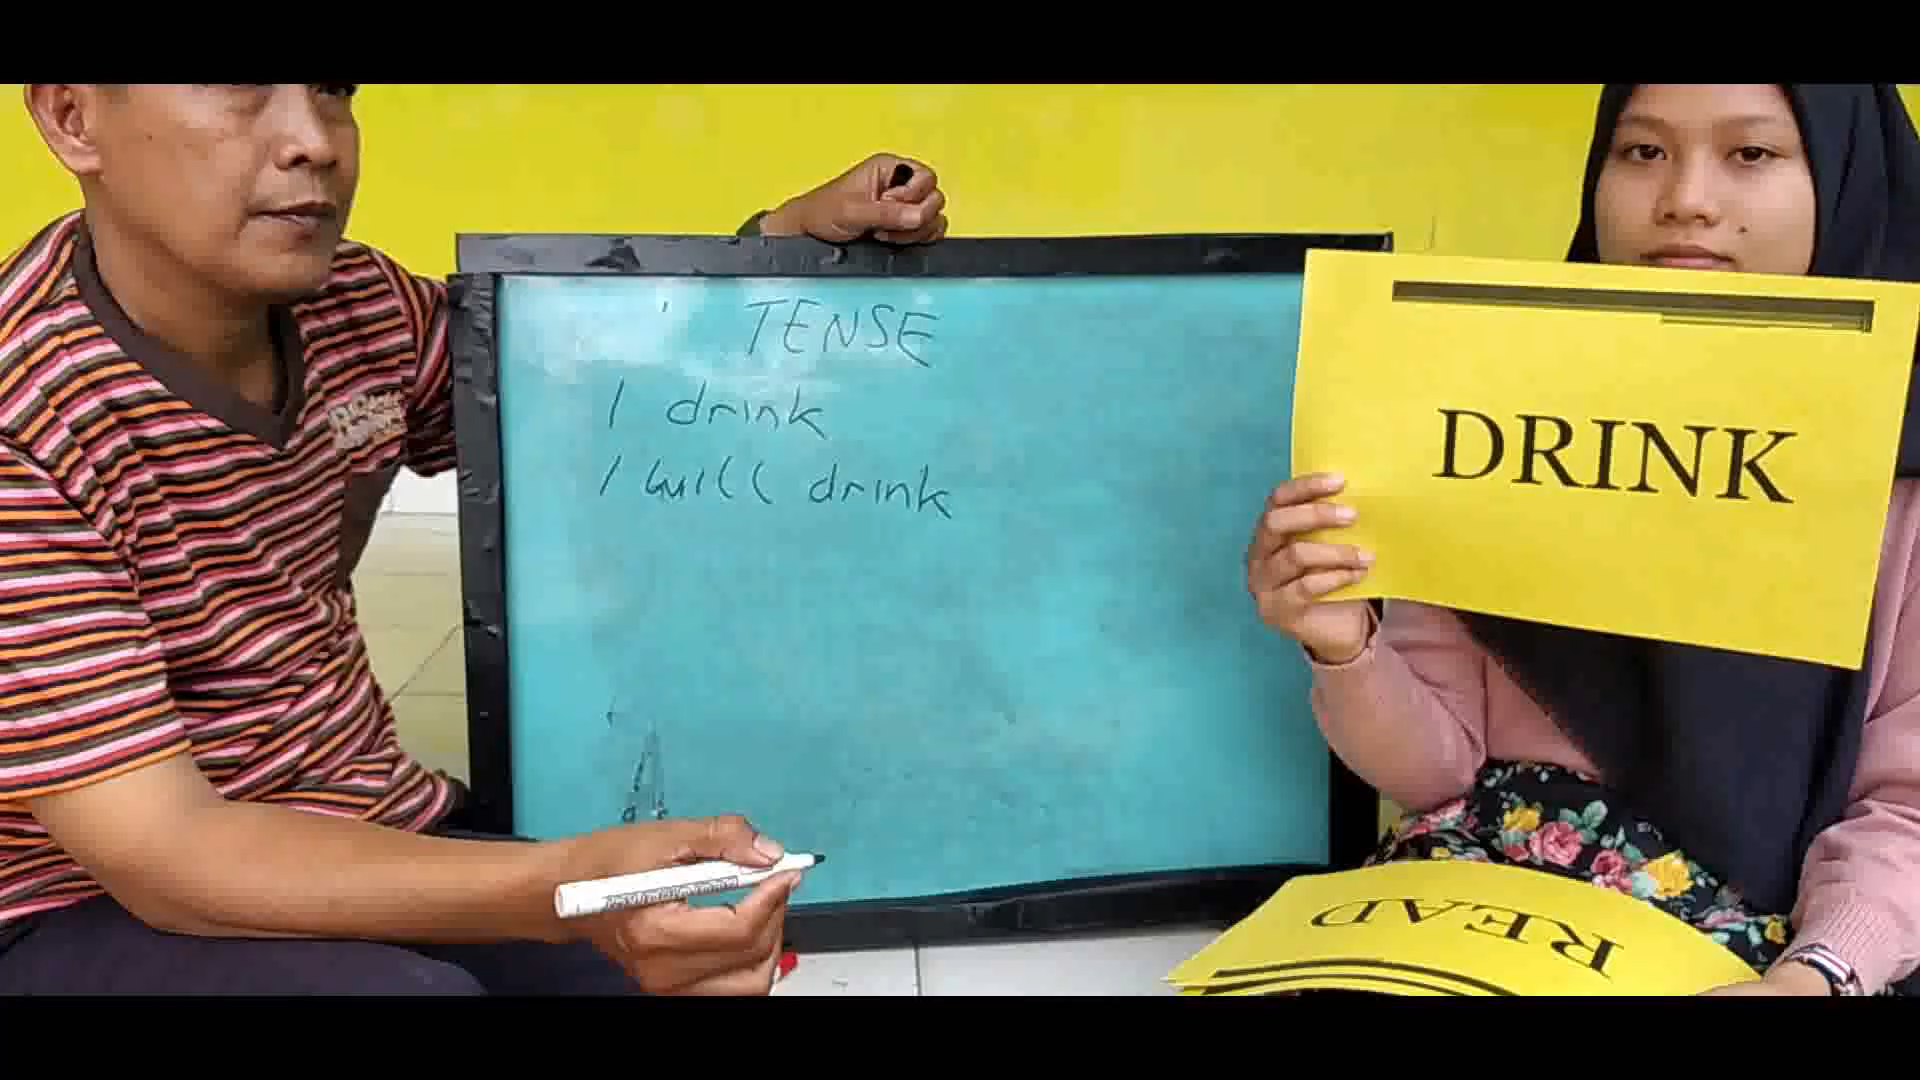 TENSE
I drink
I will drink
DRINK
READ